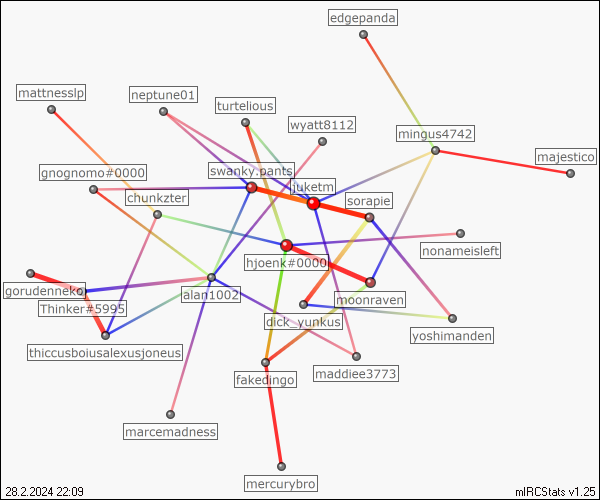 edgepanda
mattnesslp
neptune01
turtelious
wyatt8112
mingus4742
majestico
gnognomo#0000
swanky.pants
juketm
chunkzter
sorapie
nonameisleft
hjoenk#0000
gorudenneko
alan1002
moonraven
Thinker#5995
dick_yunkus
yoshimanden
thiccusboiusalexusjoneus
fakedingo
maddiee3773
marcemadness
mercurybro
28.2.2024 22:09
mIRCStats v1.25